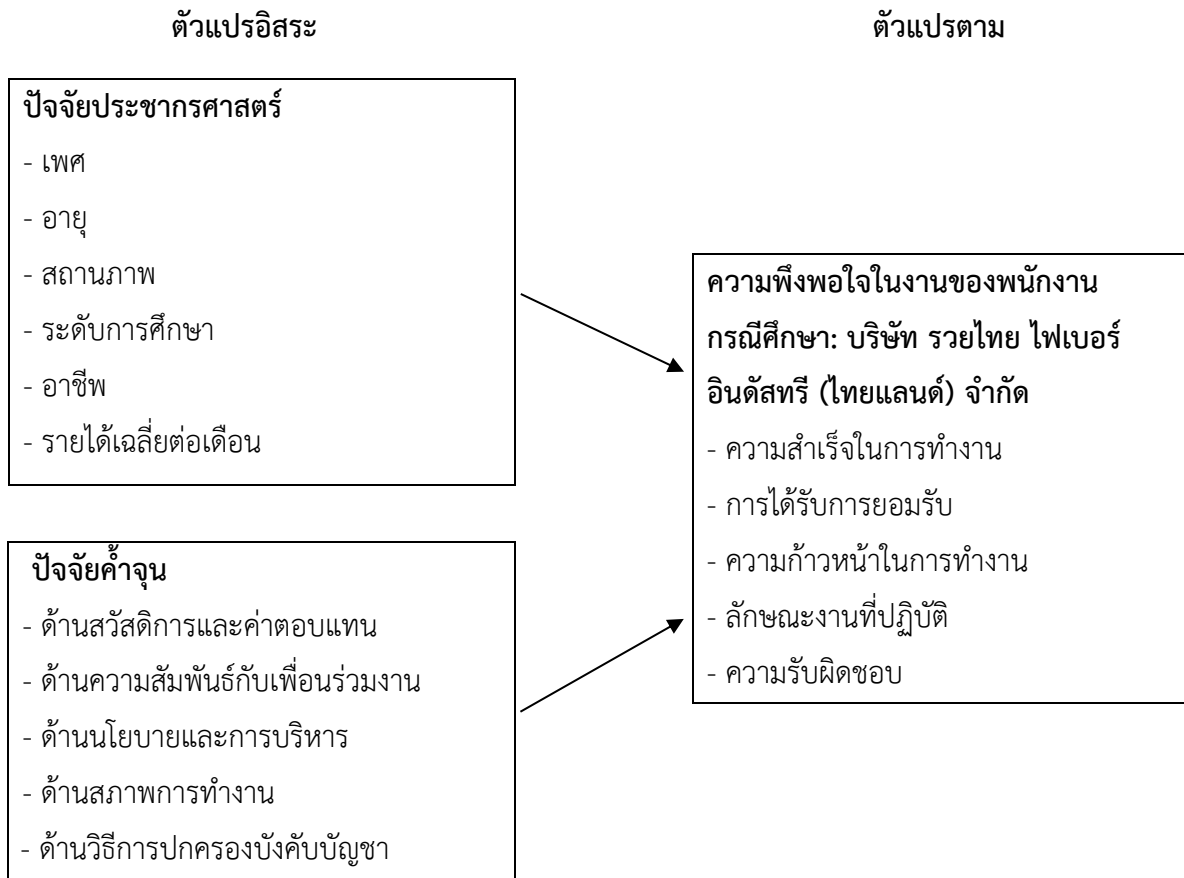 ตัวแปรอิสระ
ตัวแปรตาม
ปัจจัยประชากรศาสตร์
- เพศ
- อายุ
- สถานภาพ
- ระดับการศึกษา
- อาชีพ
- รายได้เฉลี่ยต่อเดือน
ปัจจัยค้ำจุน
- ด้านสวัสดิการและค่าตอบแทน
- ด้านความสัมพันธ์กับเพื่อนร่วมงาน
- ด้านนโยบายและการบริหาร
- ด้านสภาพการทำงาน
- ด้านวิธีการปกครองบังคับบัญชา
ความพึงพอใจในงานของพนักงาน
กรณีศึกษา: บริษัท รวยไทย ไฟเบอร์
อินดัสทรี (ไทยแลนด์) จำกัด
- ความสำเร็จในการทำงาน
- การได้รับการยอมรับ
- ความก้าวหน้าในการทำงาน
- ลักษณะงานที่ปฏิบัติ
- ความรับผิดชอบ